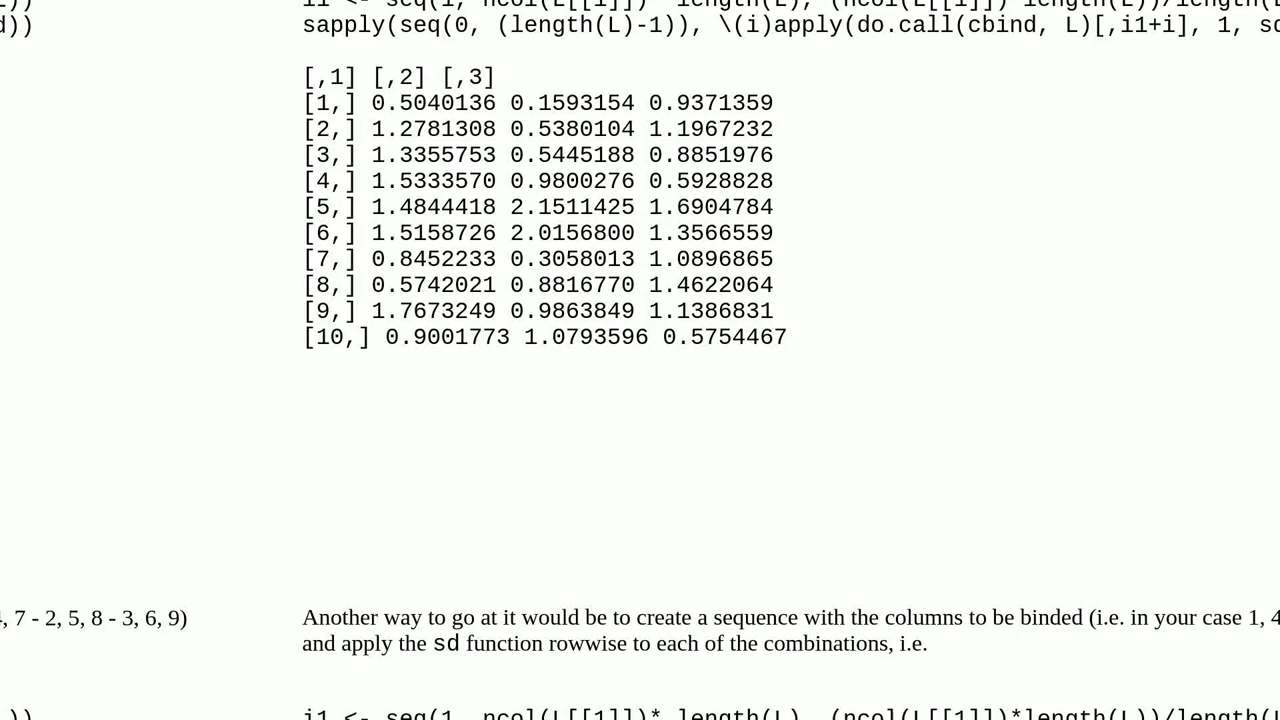 sapply(seq(0, (length(L)-1)), \(i)apply(do.call(cbind, L)[,i1+i], 1, sd
d))
[,1] [,2] [,3]
[1,] 0.5040136 0.1593154 0.9371359
[2,] 1.2781308 0.5380104 1.1967232
[3,] 1.3355753 0.5445188 0.8851976
[4,] 1.5333570 0.9800276 0.5928828
[5,] 1.4844418 2.1511425 1.6904784
[6,] 1.5158726 2.0156800 1.3566559
[7,] 0.8452233 0.3058013 1.0896865
[8,] 0.5742021 0.8816770 1.4622064
[9,] 1.7673249 0.9863849 1.1386831
[10,] 0.9001773 1.0793596 0.5754467
, 7 - 2, 5, 8 - 3, 6, 9)
Another way to go at it would be to create a sequence with the columns to be binded (i.e. in your case 1, 4
and apply the sd function rowwise to each of the combinations, i.e.
i1 <- seq(1, ncol(L[[1]])* length(L), (ncol(L[[1]])*length(L))/length(